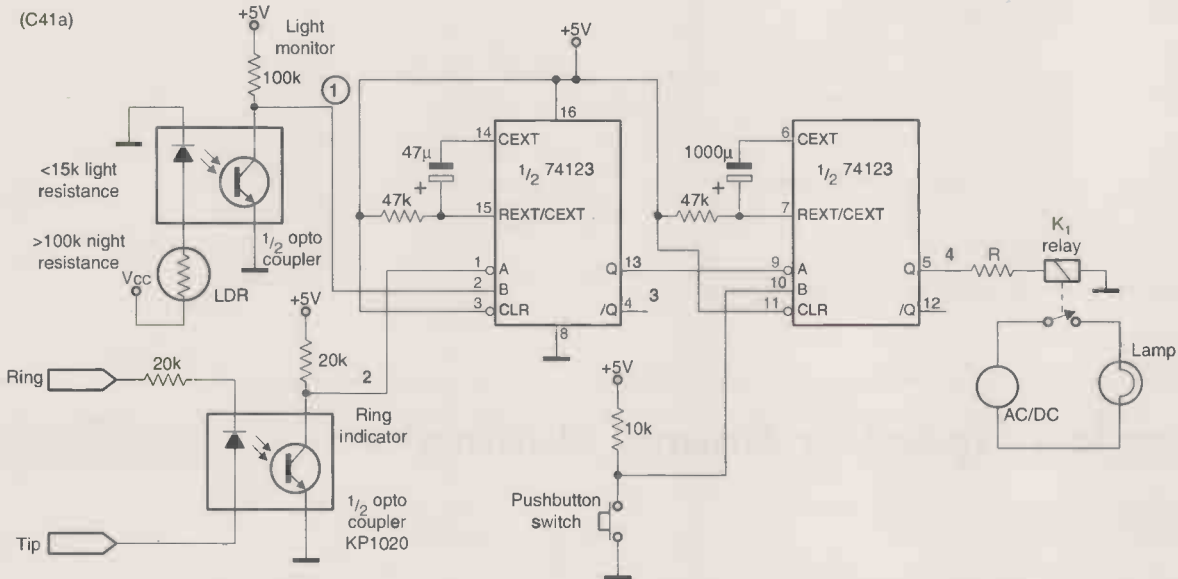 (C41a)
+5V
Light
monitor
100k
1
<15k light
resistance
>100k night
resistance
1/2 opto
coupler
VCC
LDR
+5V
20k
2
Ring
20k
Ring
indicator
1/2 opto
coupler
KP1020
Tip
+5V
16
14
CEXT
47µ
+
1/2 74123
47k
15
REXT/CEXT
1
A
2
B
3
CLR
Q
13
/Q
4
3
8
6
CEXT
1000µ
+
1/2 74123
47k
7
REXT/CEXT
9
A
10
B
11
CLR
Q
5
/Q
12
4
R
K1
relay
Lamp
AC/DC
+5V
10k
Pushbutton
switch